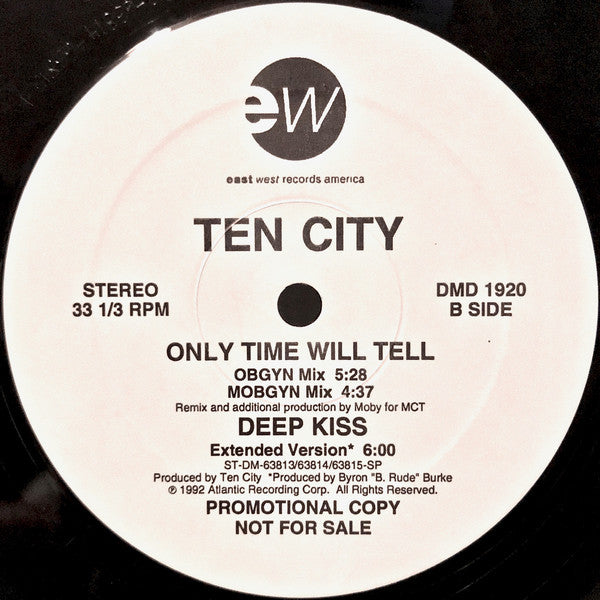 ew
east west records america
TEN CITY
STEREO
33 1/3 RPM
DMD 1920
B SIDE
ONLY TIME WILL TELL
OBGYN Mix 5:28
MOBGYN Mix 4:37
Remix and additional production by Moby for MCT
DEEP KISS
Extended Version* 6:00
ST-DM-63813/63814/63815-SP
Produced by Ten City *Produced by Byron "B. Rude" Burke
℗ 1992 Atlantic Recording Corp. All Rights Reserved.
PROMOTIONAL COPY
NOT FOR SALE